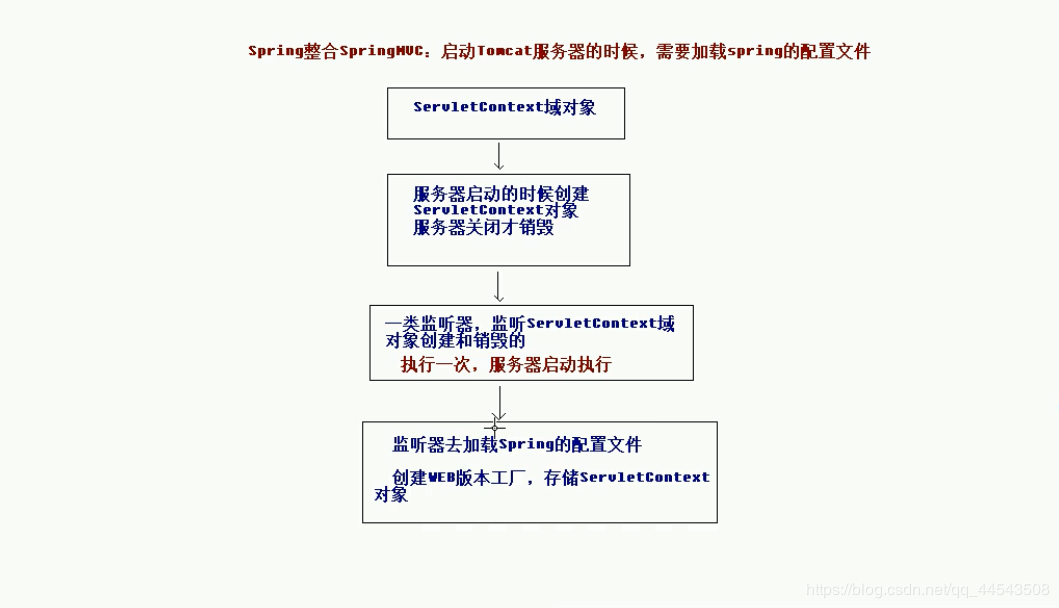 Spring整合SpringMVC：启动Tomcat服务器的时候，需要加载spring的配置文件
ServletContext域对象
服务器启动的时候创建
ServletContext对象
服务器关闭才销毁
一类监听器，监听ServletContext域
对象创建和销毁的
执行一次，服务器启动执行
监听器去加载Spring的配置文件
创建WEB版本工厂，存储ServletContext
对象
https://blog.csdn.net/qq_44543508